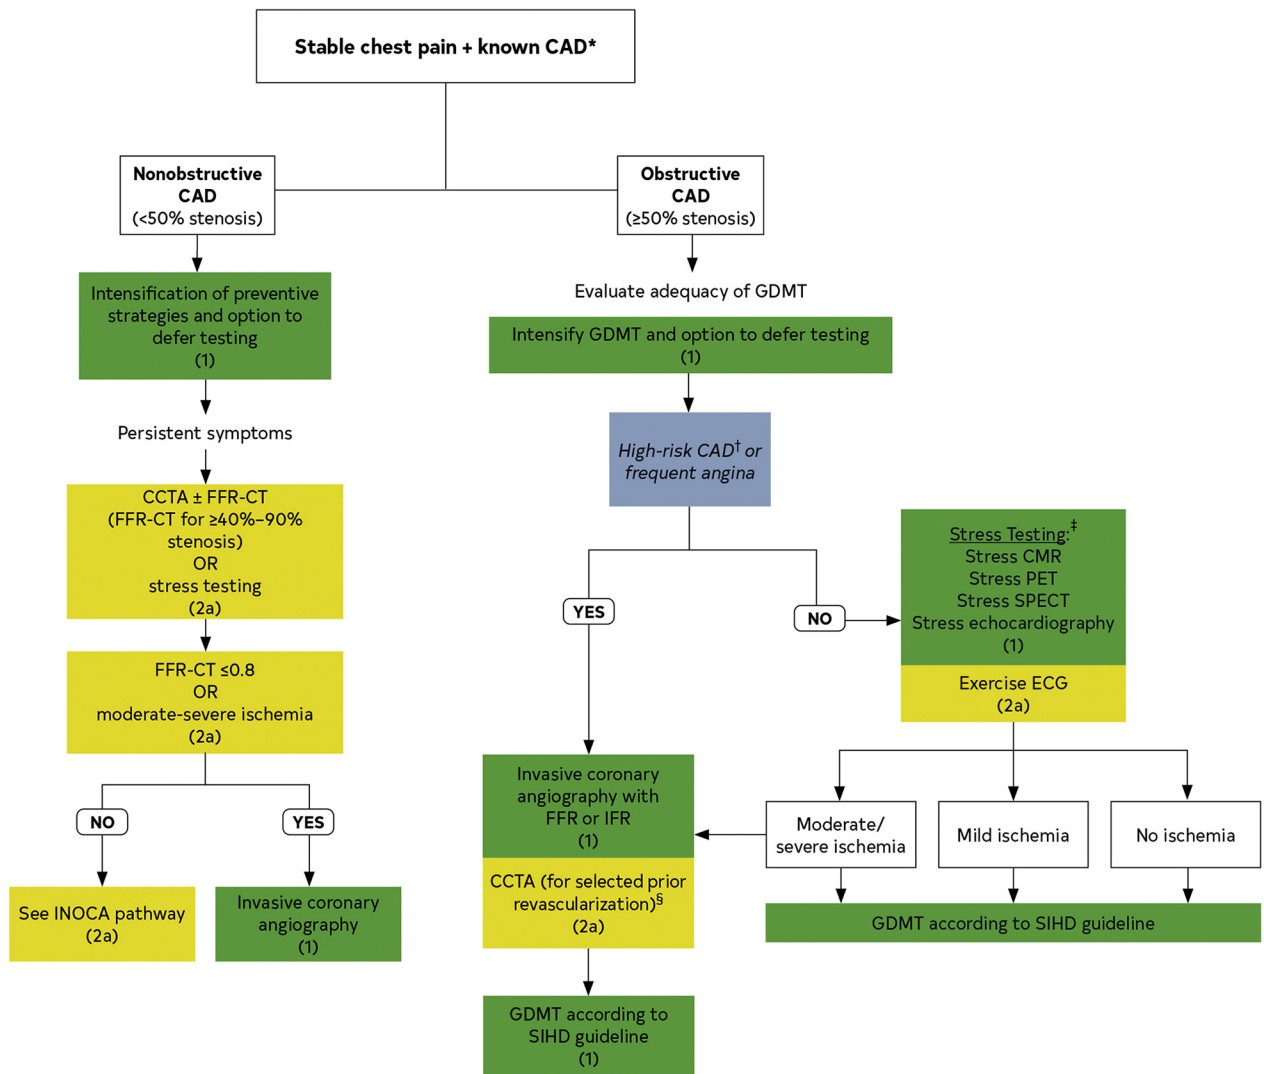 Stable chest pain + known CAD*
Nonobstructive
CAD
(<50% stenosis)
Obstructive
CAD
(≥50% stenosis)
Intensification of preventive
strategies and option to
defer testing
(1)
Persistent symptoms
CCTA ± FFR-CT
(FFR-CT for ≥40%–90%
stenosis)
OR
stress testing
(2a)
FFR-CT ≤0.8
OR
moderate-severe ischemia
(2a)
NO
YES
See INOCA pathway
(2a)
Invasive coronary
angiography
(1)
Evaluate adequacy of GDMT
Intensify GDMT and option to defer testing
(1)
High-risk CAD† or
frequent angina
YES
NO
Stress Testing:‡
Stress CMR
Stress PET
Stress SPECT
Stress echocardiography
(1)
Exercise ECG
(2a)
Invasive coronary
angiography with
FFR or IFR
(1)
CCTA (for selected prior
revascularization)§
(2a)
GDMT according to
SIHD guideline
(1)
Moderate/
severe ischemia
Mild ischemia
No ischemia
GDMT according to SIHD guideline